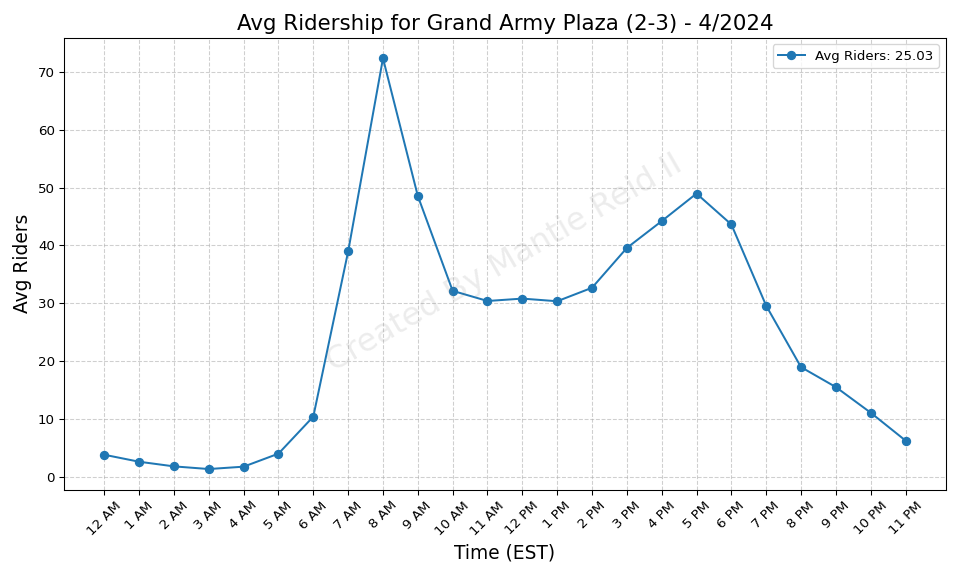 Avg Ridership for Grand Army Plaza (2-3) - 4/2024
Avg Riders: 25.03
Avg Riders
70
60
50
40
30
20
10
0
Created By Mantle Reid II
12 AM
1 AM
2 AM
3 AM
4 AM
5 AM
6 AM
7 AM
8 AM
9 AM
10 AM
11 AM
12 PM
1 PM
2 PM
3 PM
4 PM
5 PM
6 PM
7 PM
8 PM
9 PM
10 PM
11 PM
Time (EST)